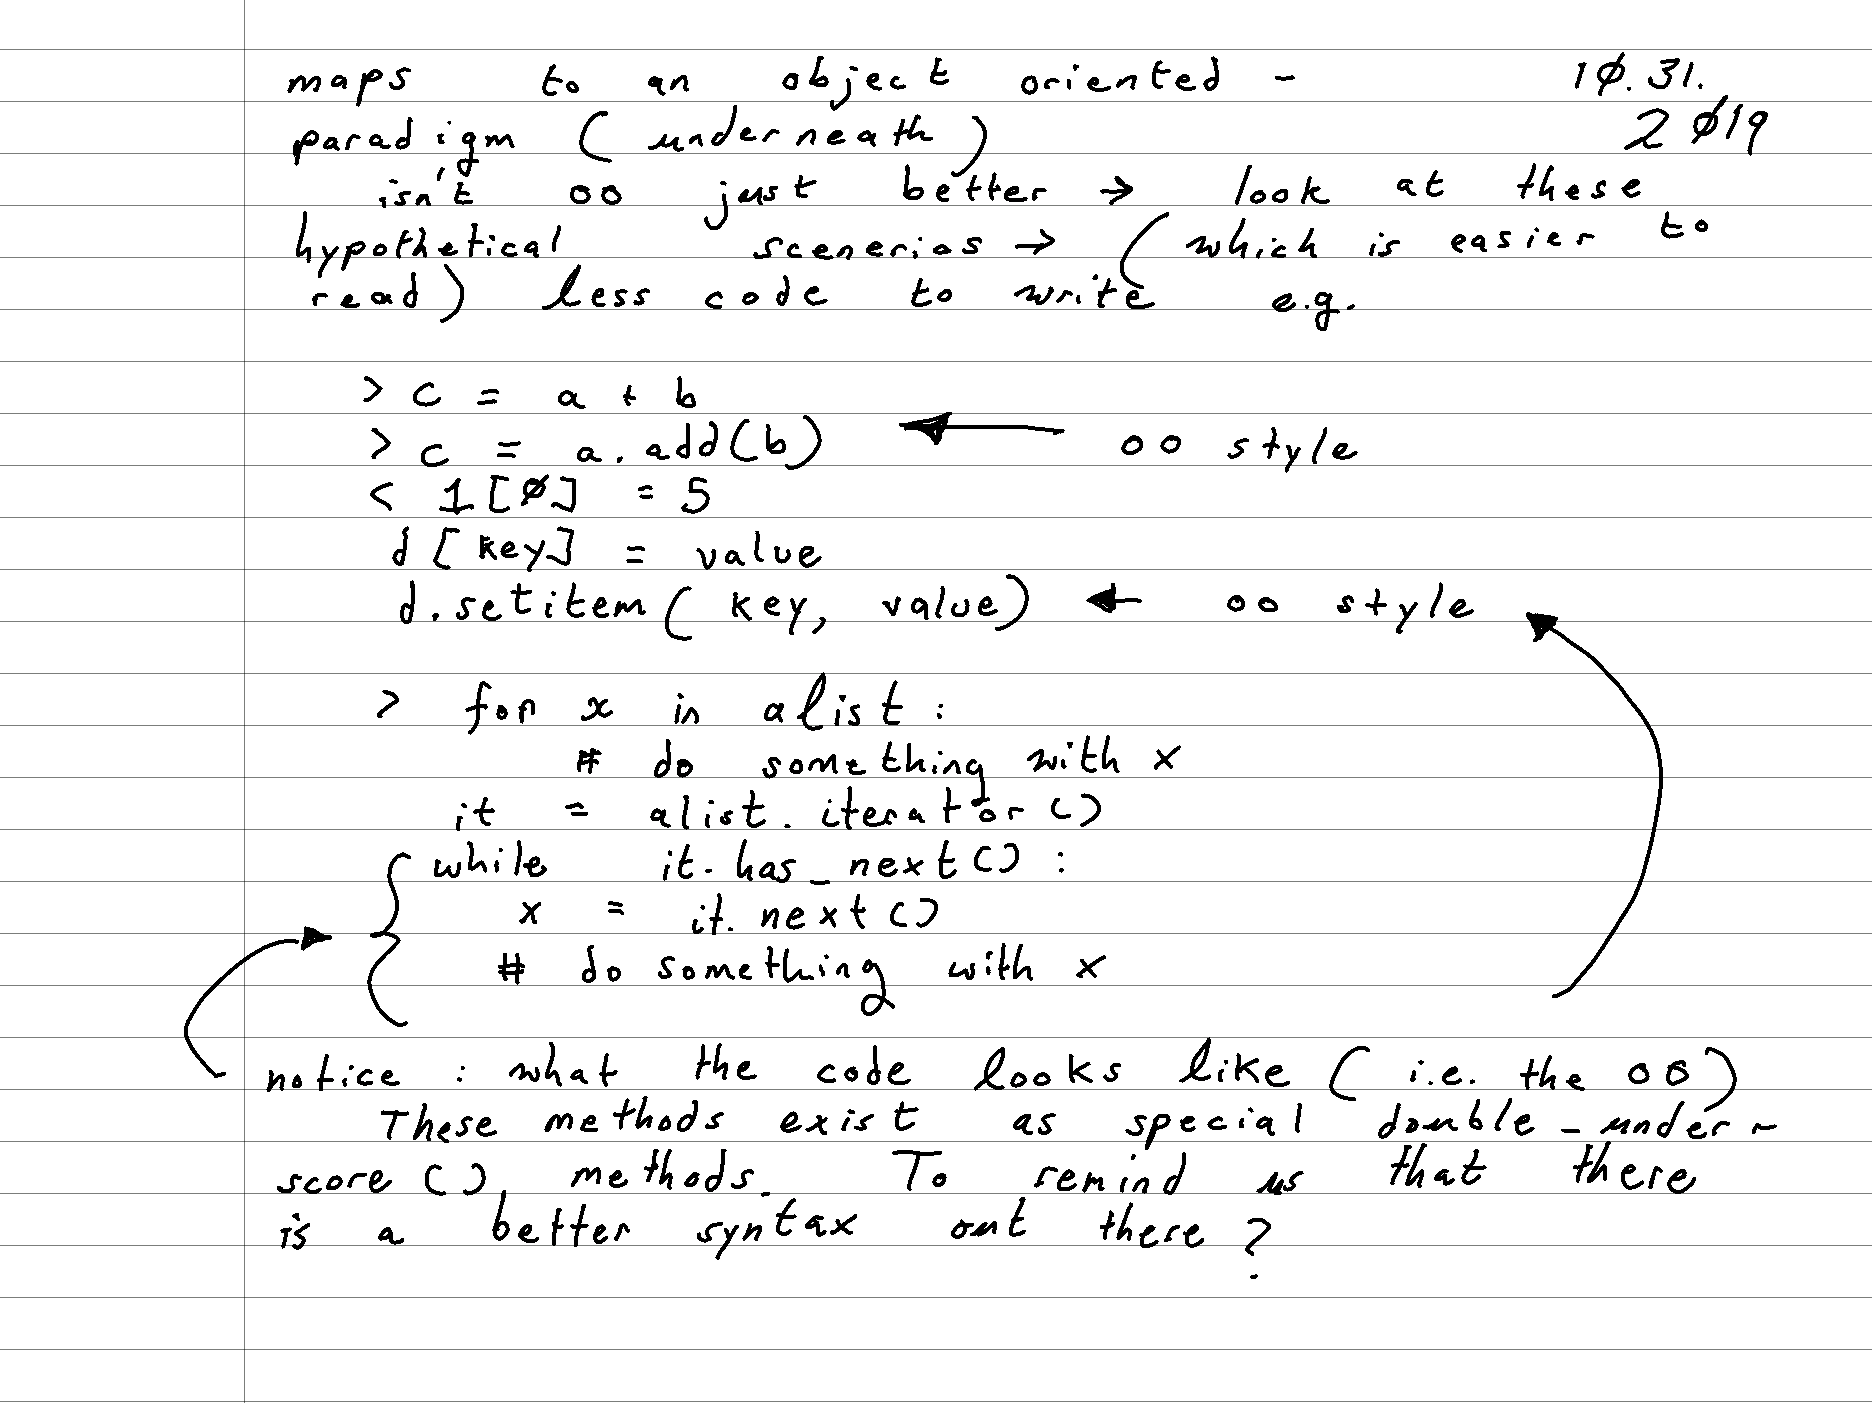 maps to an object oriented - 10.31.
paradigm (underneath) 2019
isn't oo just better → look at these
hypothetical scenerios → (which is easier to
read) less code to write e.g.
> c = a + b
> c = a. add(b) ← oo style
< 1[0] = 5
d[key] = value
d.setitem( key, value) ← oo style
> for x in alist :
# do something with x
it = alist. iterator()
while it. has_next() :
x = it. next()
# do something with x
notice : what the code looks like (i.e. the oo)
These methods exist as special double-under-
score(), methods. To remind us that there
is a better syntax out there?